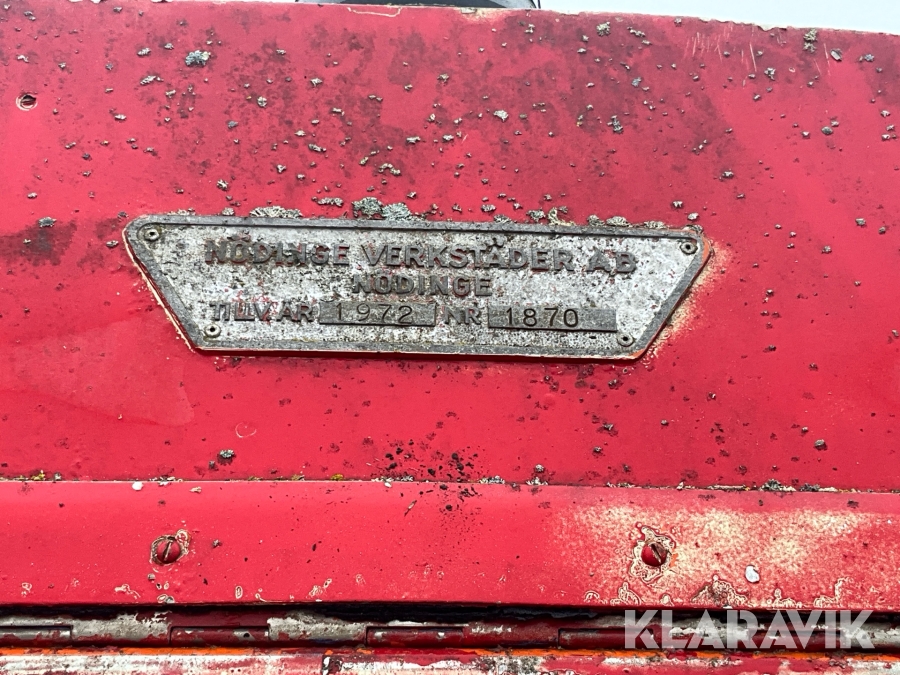 NÖDINGE VERKSTÄDER AB
NÖDINGE
TILLV.ÅR 1972 NR 1870
KLARAVIK